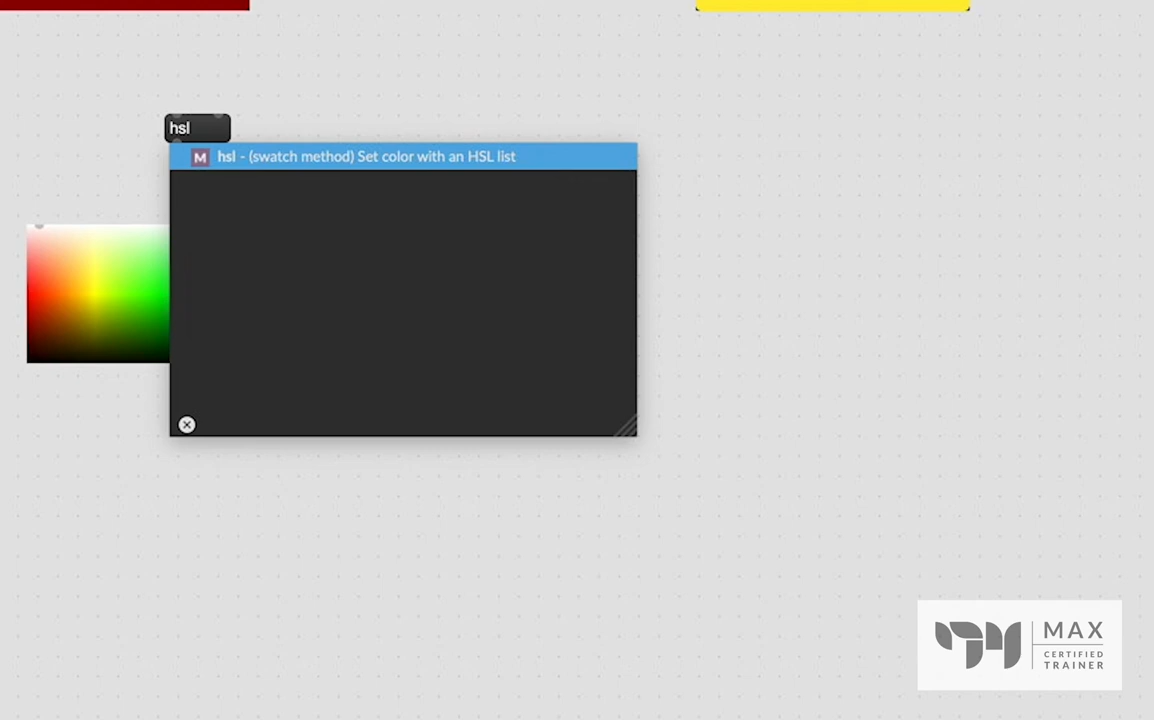 hsl
M hsl - (swatch method) Set color with an HSL list
MAX
CERTIFIED
TRAINER